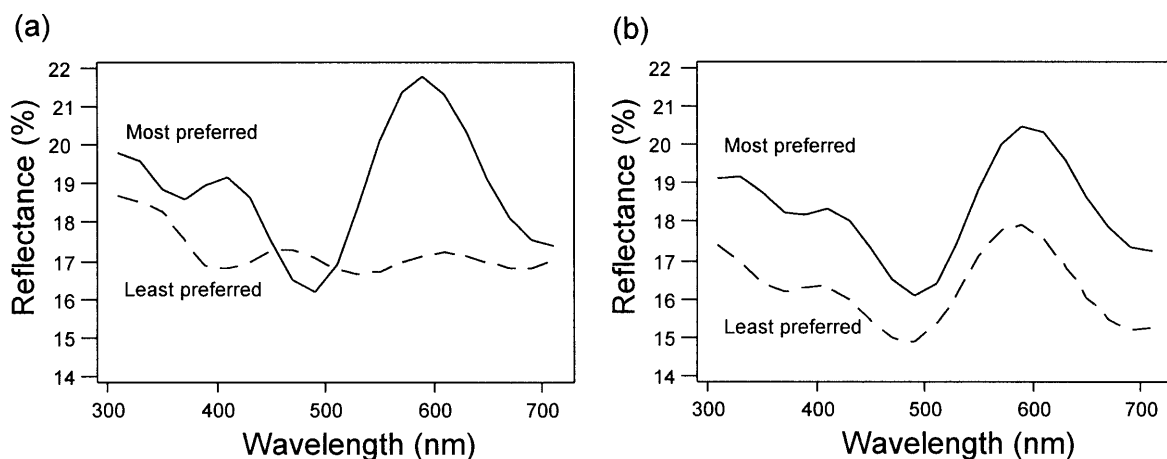 (a)
Reflectance (%)
22
21
20
19
18
17
16
15
14
Most preferred
Least preferred
300 400 500 600 700
Wavelength (nm)
(b)
Reflectance (%)
22
21
20
19
18
17
16
15
14
Most preferred
Least preferred
300 400 500 600 700
Wavelength (nm)